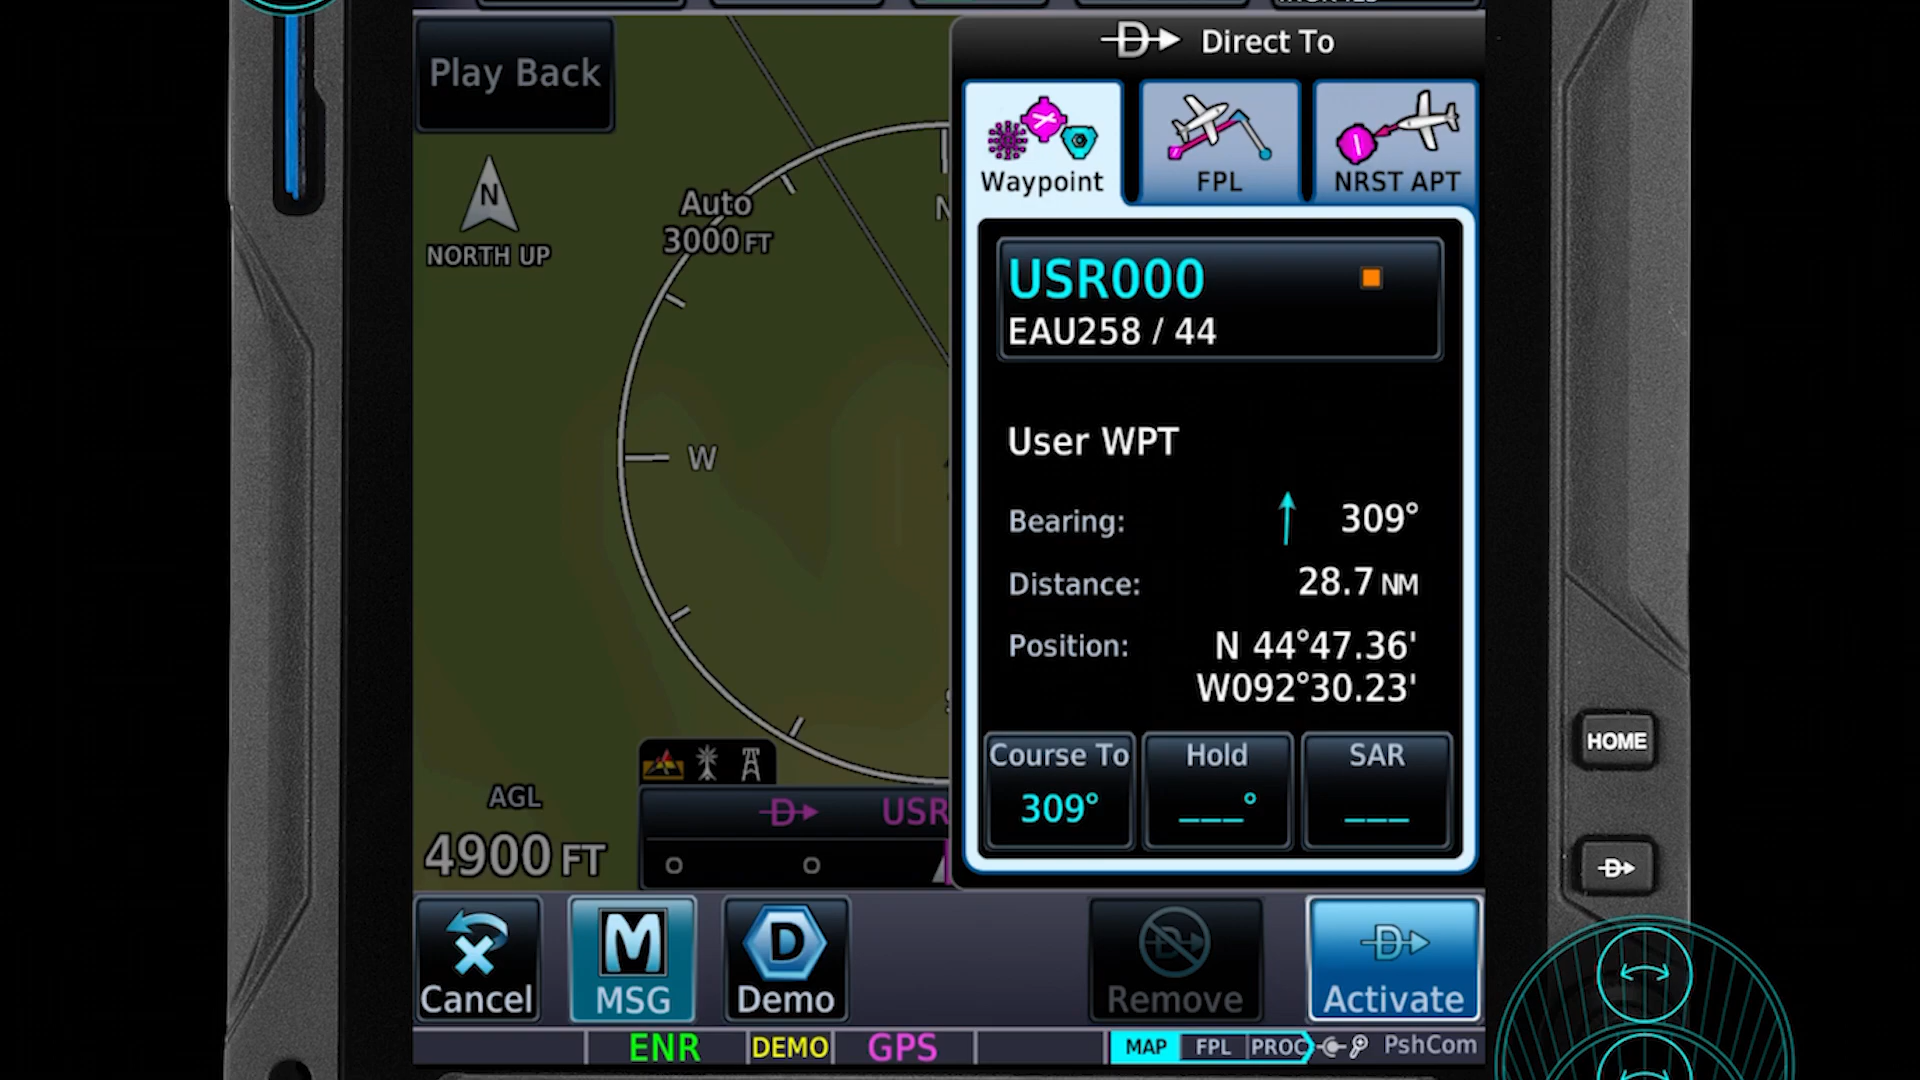 Play Back
Direct To
Waypoint
FPL
NRST APT
N
NORTH UP
Auto
3000 FT
N
W
USR000
EAU258 / 44
User WPT
Bearing: 309°
Distance: 28.7 NM
Position: N 44°47.36'
W092°30.23'
Course To
309°
Hold
___°
SAR
___
AGL
4900 FT
D
USR
HOME
D
Cancel
MSG
Demo
Remove
Activate
ENR
DEMO
GPS
MAP
FPL
PROC
PshCom